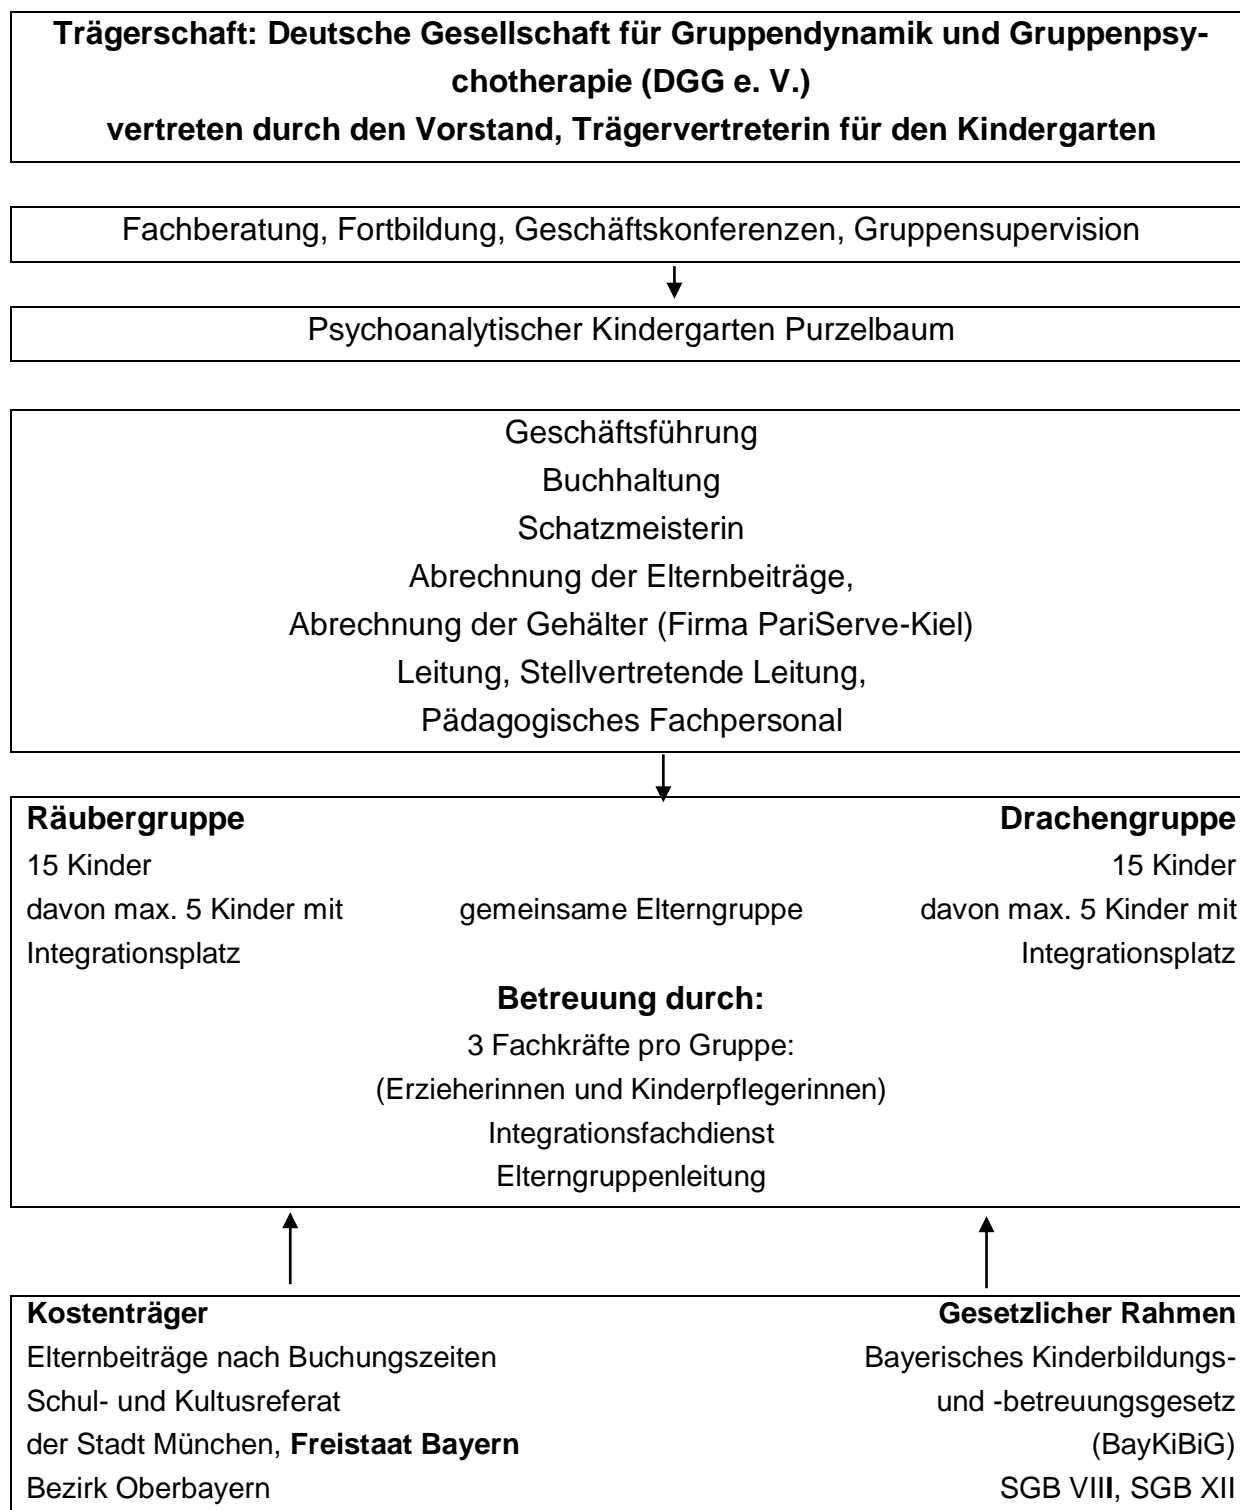 Trägerschaft: Deutsche Gesellschaft für Gruppendynamik und Gruppenpsy-
chotherapie (DGG e. V.)
vertreten durch den Vorstand, Trägervertreterin für den Kindergarten
Fachberatung, Fortbildung, Geschäftskonferenzen, Gruppensupervision
Psychoanalytischer Kindergarten Purzelbaum
Geschäftsführung
Buchhaltung
Schatzmeisterin
Abrechnung der Elternbeiträge,
Abrechnung der Gehälter (Firma PariServe-Kiel)
Leitung, Stellvertretende Leitung,
Pädagogisches Fachpersonal
Räubergruppe Drachengruppe
15 Kinder 15 Kinder
davon max. 5 Kinder mit gemeinsame Elterngruppe davon max. 5 Kinder mit
Integrationsplatz Integrationsplatz
Betreuung durch:
3 Fachkräfte pro Gruppe:
(Erzieherinnen und Kinderpflegerinnen)
Integrationsfachdienst
Elterngruppenleitung
Kostenträger Gesetzlicher Rahmen
Elternbeiträge nach Buchungszeiten Bayerisches Kinderbildungs-
Schul- und Kultusreferat und -betreuungsgesetz
der Stadt München, Freistaat Bayern (BayKiBiG)
Bezirk Oberbayern SGB VIII, SGB XII